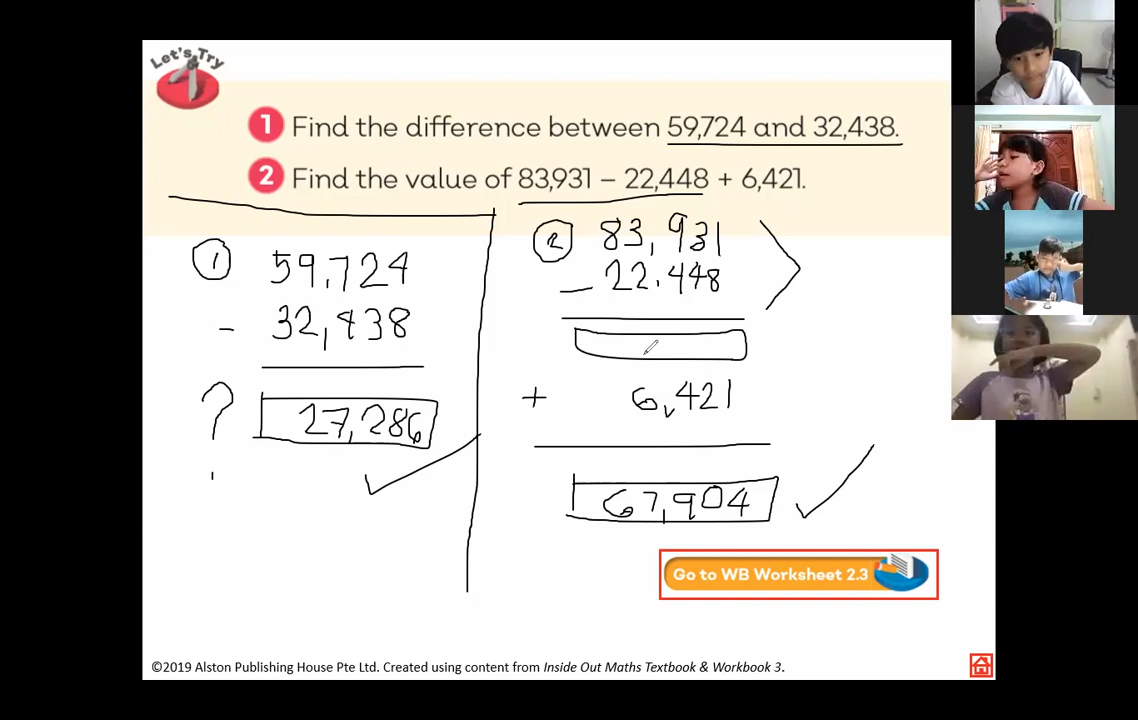 Let's Try
1 Find the difference between 59,724 and 32,438.
2 Find the value of 83,931 – 22,448 + 6,421.
1 59,724
- 32,438
? 27,286
2 83,931
- 22,448
+ 6,421
67,904
Go to WB Worksheet 2.3
©2019 Alston Publishing House Pte Ltd. Created using content from Inside Out Maths Textbook & Workbook 3.